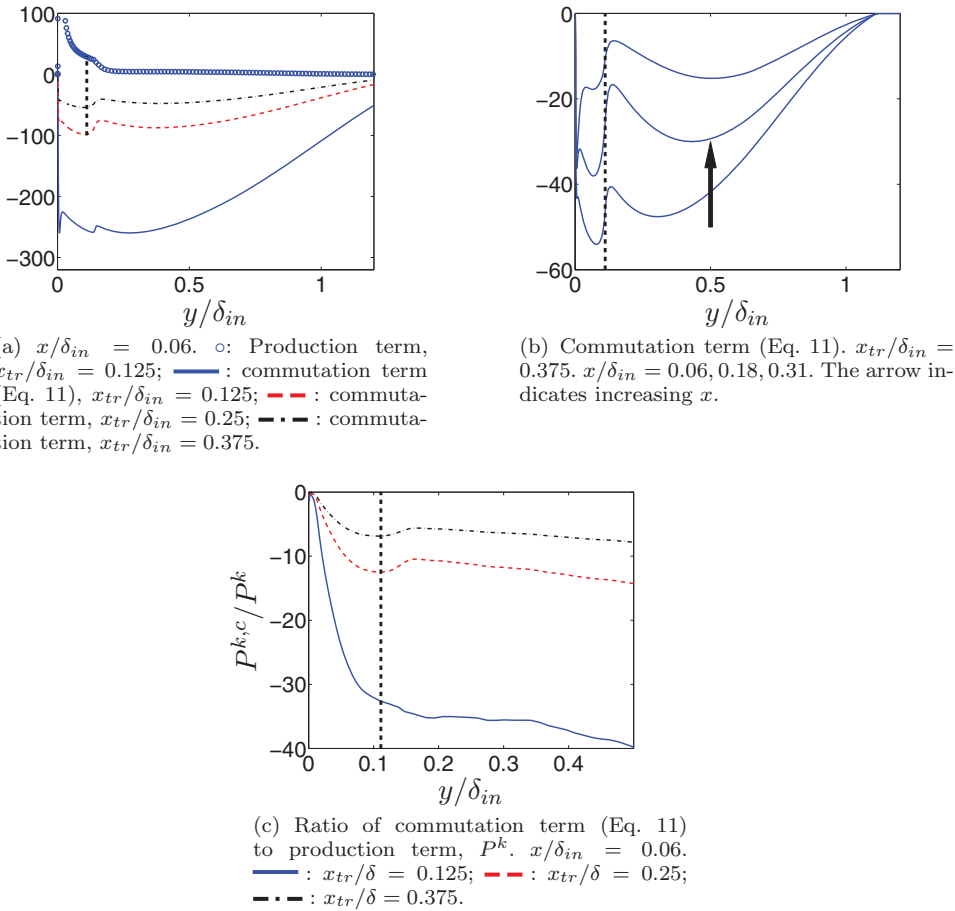 100
0
−100
−200
−300
0
0.5
1
y/δin
0
−20
−40
−60
0
0.5
1
y/δin
(a) x/δin = 0.06. ○: Production term,
xtr/δin = 0.125; —— : commutation term
(Eq. 11), xtr/δin = 0.125; – – : commuta-
tion term, xtr/δin = 0.25; – · – : commuta-
tion term, xtr/δin = 0.375.
(b) Commutation term (Eq. 11). xtr/δin =
0.375. x/δin = 0.06, 0.18, 0.31. The arrow in-
dicates increasing x.
0
−10
−20
−30
−40
P^{k,c}/P^k
0
0.1
0.2
0.3
0.4
y/δin
(c) Ratio of commutation term (Eq. 11)
to production term, P^k. x/δin = 0.06.
—— : xtr/δ = 0.125; – – : xtr/δ = 0.25;
– · – : xtr/δ = 0.375.